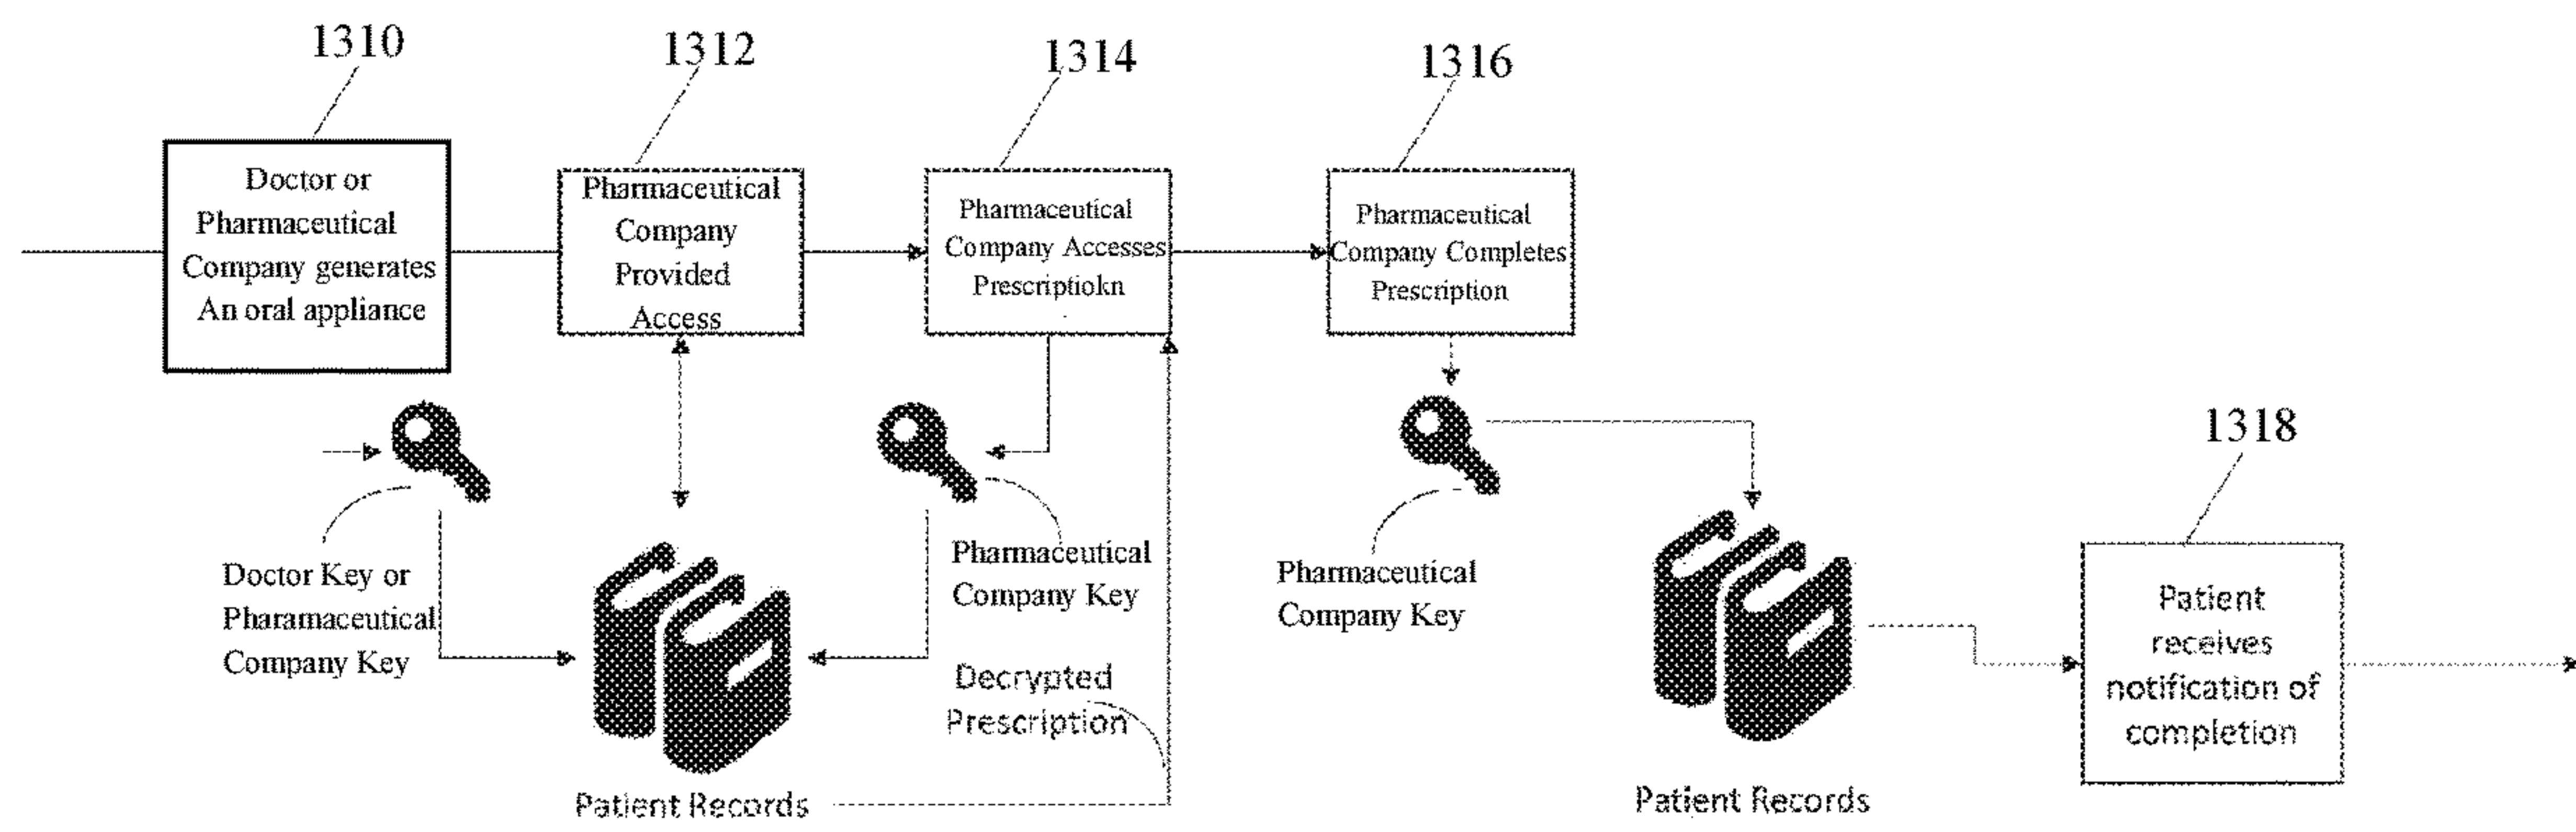 1310
1312
1314
1316
Doctor or
Pharmaceutical
Company generates
An oral appliance
Pharmaceutical
Company
Provided
Access
Pharmaceutical
Company Accesses
Prescriptiokn
Pharmaceutical
Company Completes
Prescription
Doctor Key or
Pharamaceutical
Company Key
Patient Records
Pharmaceutical
Company Key
Decrypted
Prescription
Pharmaceutical
Company Key
Patient Records
1318
Patient
receives
notification of
completion